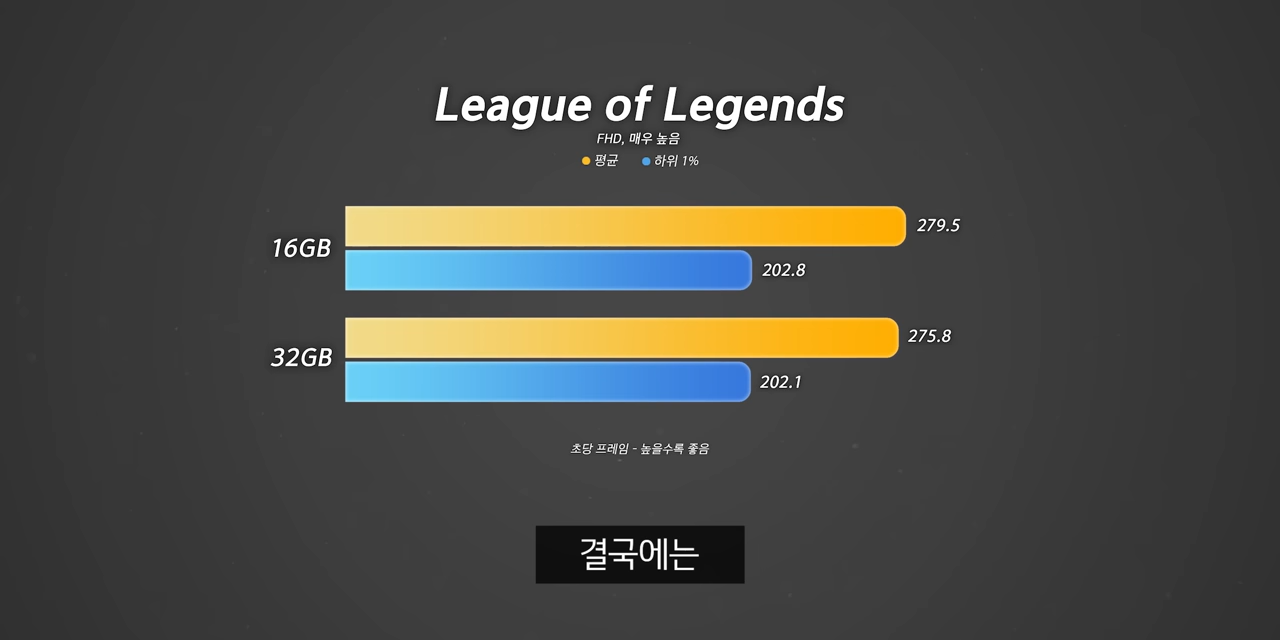 League of Legends
FHD, 매우 높음
평균 하위 1%
16GB
279.5
202.8
32GB
275.8
202.1
초당 프레임 - 높을수록 좋음
결국에는